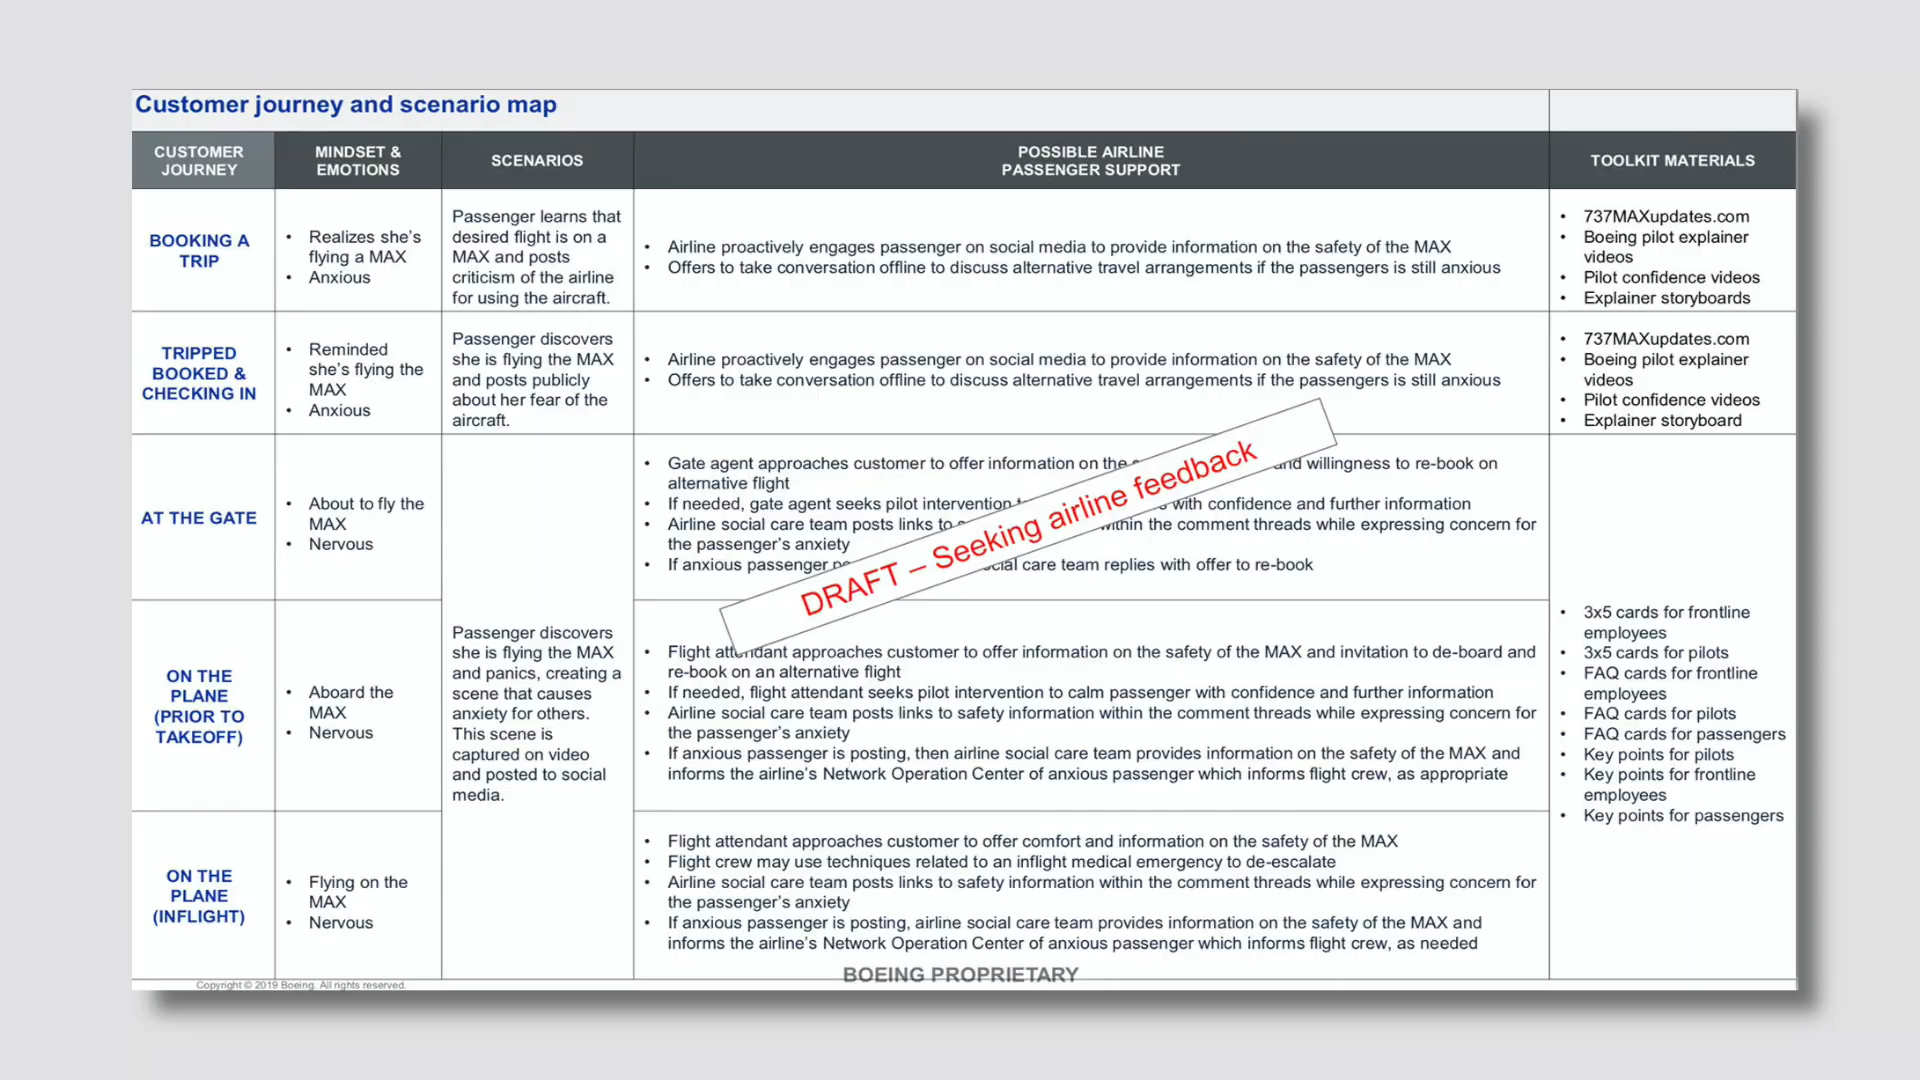 Customer journey and scenario map
CUSTOMER
JOURNEY
MINDSET &
EMOTIONS
SCENARIOS
POSSIBLE AIRLINE
PASSENGER SUPPORT
TOOLKIT MATERIALS
BOOKING A
TRIP
• Realizes she's
flying a MAX
• Anxious
Passenger learns that
desired flight is on a
MAX and posts
criticism of the airline
for using the aircraft.
• Airline proactively engages passenger on social media to provide information on the safety of the MAX
• Offers to take conversation offline to discuss alternative travel arrangements if the passengers is still anxious
• 737MAXupdates.com
• Boeing pilot explainer
videos
• Pilot confidence videos
• Explainer storyboards
TRIPPED
BOOKED &
CHECKING IN
• Reminded
she's flying the
MAX
• Anxious
Passenger discovers
she is flying the MAX
and posts publicly
about her fear of the
aircraft.
• Airline proactively engages passenger on social media to provide information on the safety of the MAX
• Offers to take conversation offline to discuss alternative travel arrangements if the passengers is still anxious
• 737MAXupdates.com
• Boeing pilot explainer
videos
• Pilot confidence videos
• Explainer storyboard
AT THE GATE
• About to fly the
MAX
• Nervous
Passenger discovers
she is flying the MAX
and panics, creating a
scene that causes
anxiety for others.
This scene is
captured on video
and posted to social
media.
• Gate agent approaches customer to offer information on the and willingness to re-book on
alternative flight
• If needed, gate agent seeks pilot intervention with confidence and further information
• Airline social care team posts links to within the comment threads while expressing concern for
the passenger's anxiety
• If anxious passenger social care team replies with offer to re-book
DRAFT – Seeking airline feedback
ON THE
PLANE
(PRIOR TO
TAKEOFF)
• Aboard the
MAX
• Nervous
• Flight attendant approaches customer to offer information on the safety of the MAX and invitation to de-board and
re-book on an alternative flight
• If needed, flight attendant seeks pilot intervention to calm passenger with confidence and further information
• Airline social care team posts links to safety information within the comment threads while expressing concern for
the passenger's anxiety
• If anxious passenger is posting, then airline social care team provides information on the safety of the MAX and
informs the airline's Network Operation Center of anxious passenger which informs flight crew, as appropriate
• 3x5 cards for frontline
employees
• 3x5 cards for pilots
• FAQ cards for frontline
employees
• FAQ cards for pilots
• FAQ cards for passengers
• Key points for pilots
• Key points for frontline
employees
• Key points for passengers
ON THE
PLANE
(INFLIGHT)
• Flying on the
MAX
• Nervous
• Flight attendant approaches customer to offer comfort and information on the safety of the MAX
• Flight crew may use techniques related to an inflight medical emergency to de-escalate
• Airline social care team posts links to safety information within the comment threads while expressing concern for
the passenger's anxiety
• If anxious passenger is posting, airline social care team provides information on the safety of the MAX and
informs the airline's Network Operation Center of anxious passenger which informs flight crew, as needed
BOEING PROPRIETARY
Copyright © 2019 Boeing. All rights reserved.